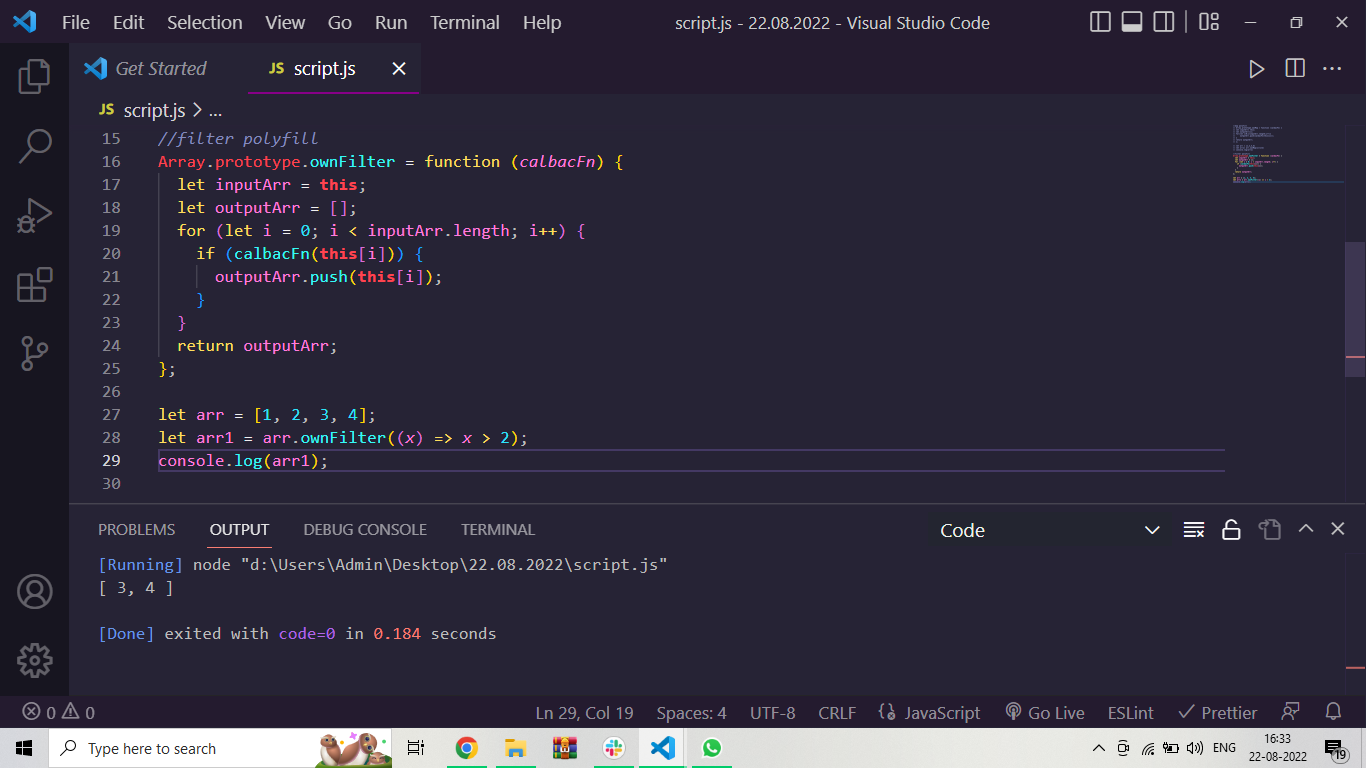 File Edit Selection View Go Run Terminal Help script.js - 22.08.2022 - Visual Studio Code
Get Started JS script.js
JS script.js > ...
15 //filter polyfill
16 Array.prototype.ownFilter = function (calbacFn) {
17 let inputArr = this;
18 let outputArr = [];
19 for (let i = 0; i < inputArr.length; i++) {
20 if (calbacFn(this[i])) {
21 outputArr.push(this[i]);
22 }
23 }
24 return outputArr;
25 };
26
27 let arr = [1, 2, 3, 4];
28 let arr1 = arr.ownFilter((x) => x > 2);
29 console.log(arr1);
30
PROBLEMS OUTPUT DEBUG CONSOLE TERMINAL Code
[Running] node "d:\Users\Admin\Desktop\22.08.2022\script.js"
[ 3, 4 ]
[Done] exited with code=0 in 0.184 seconds
0 0 Ln 29, Col 19 Spaces: 4 UTF-8 CRLF JavaScript Go Live ESLint Prettier
Type here to search ENG 16:33
22-08-2022 19